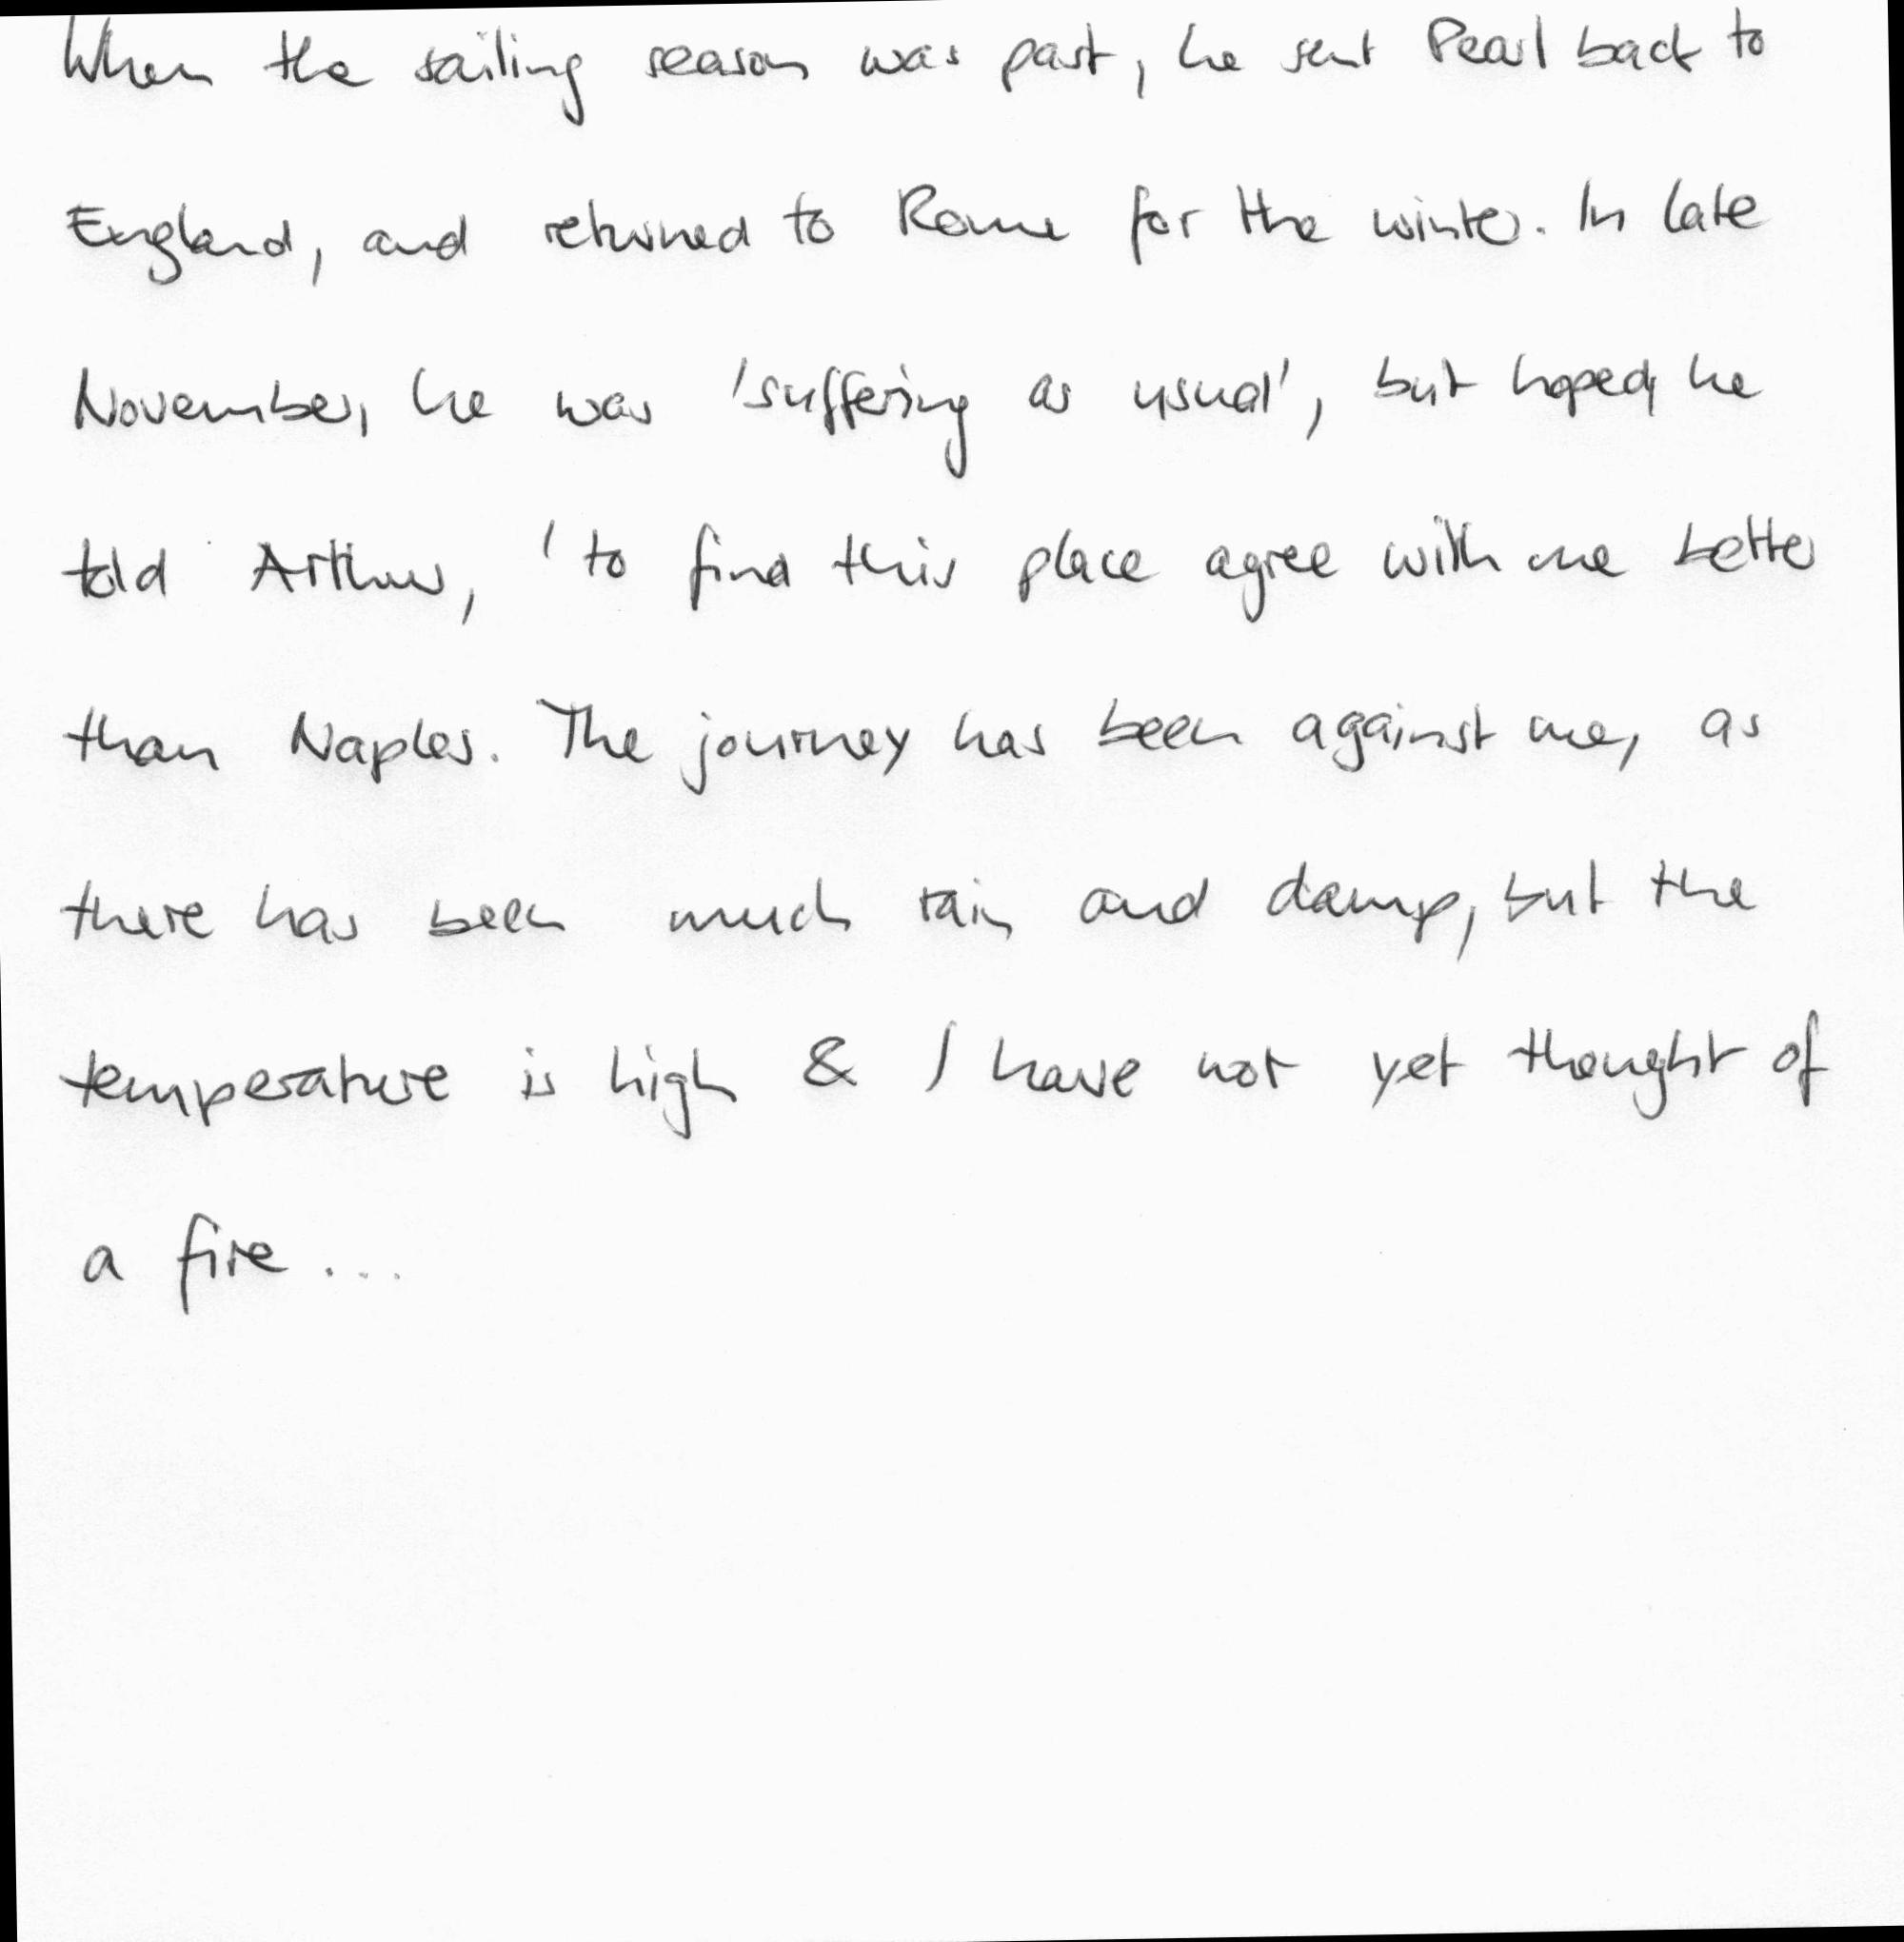 When the sailing season was past, he sent Pearl back to
England, and returned to Rome for the winter. In late
November, he was 'suffering as usual', but hoped, he
told Arthur, 'to find this place agree with me better
than Naples. The journey has been against me, as
there has been much rain and damp, but the
temperature is high & I have not yet thought of
a fire ...